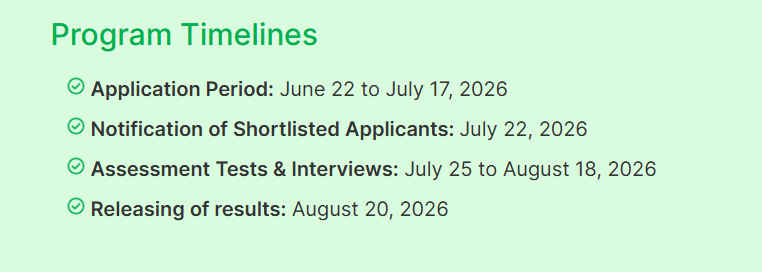 Program Timelines
Application Period: June 22 to July 17, 2026
Notification of Shortlisted Applicants: July 22, 2026
Assessment Tests & Interviews: July 25 to August 18, 2026
Releasing of results: August 20, 2026